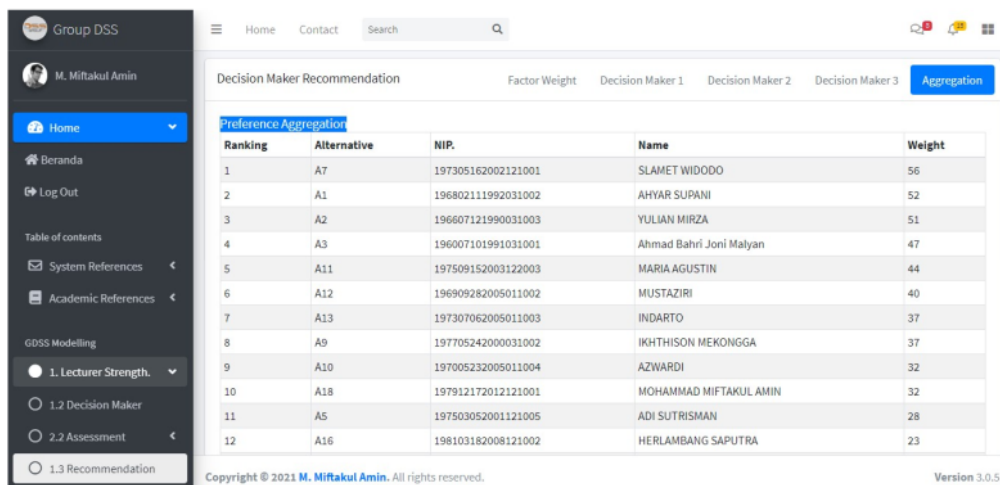 Group DSS
Home Contact Search
M. Miftakul Amin
Decision Maker Recommendation Factor Weight Decision Maker 1 Decision Maker 2 Decision Maker 3 Aggregation
Home
Beranda
Log Out
Table of contents
System References
Academic References
GDSS Modelling
1. Lecturer Strength.
1.2 Decision Maker
2.2 Assessment
1.3 Recommendation
Preference Aggregation
Ranking Alternative NIP. Name Weight
1 A7 197305162002121001 SLAMET WIDODO 56
2 A1 196802111992031002 AHYAR SUPANI 52
3 A2 196607121990031003 YULIAN MIRZA 51
4 A3 196007101991031001 Ahmad Bahri Joni Malyan 47
5 A11 197509152003122003 MARIA AGUSTIN 44
6 A12 196909282005011002 MUSTAZIRI 40
7 A13 197307062005011003 INDARTO 37
8 A9 197705242000031002 IKHTHISON MEKONGGA 37
9 A10 197005232005011004 AZWARDI 32
10 A18 197912172012121001 MOHAMMAD MIFTAKUL AMIN 32
11 A5 197503052001121005 ADI SUTRISMAN 28
12 A16 198103182008121002 HERLAMBANG SAPUTRA 23
Copyright © 2021 M. Miftakul Amin. All rights reserved. Version 3.0.5